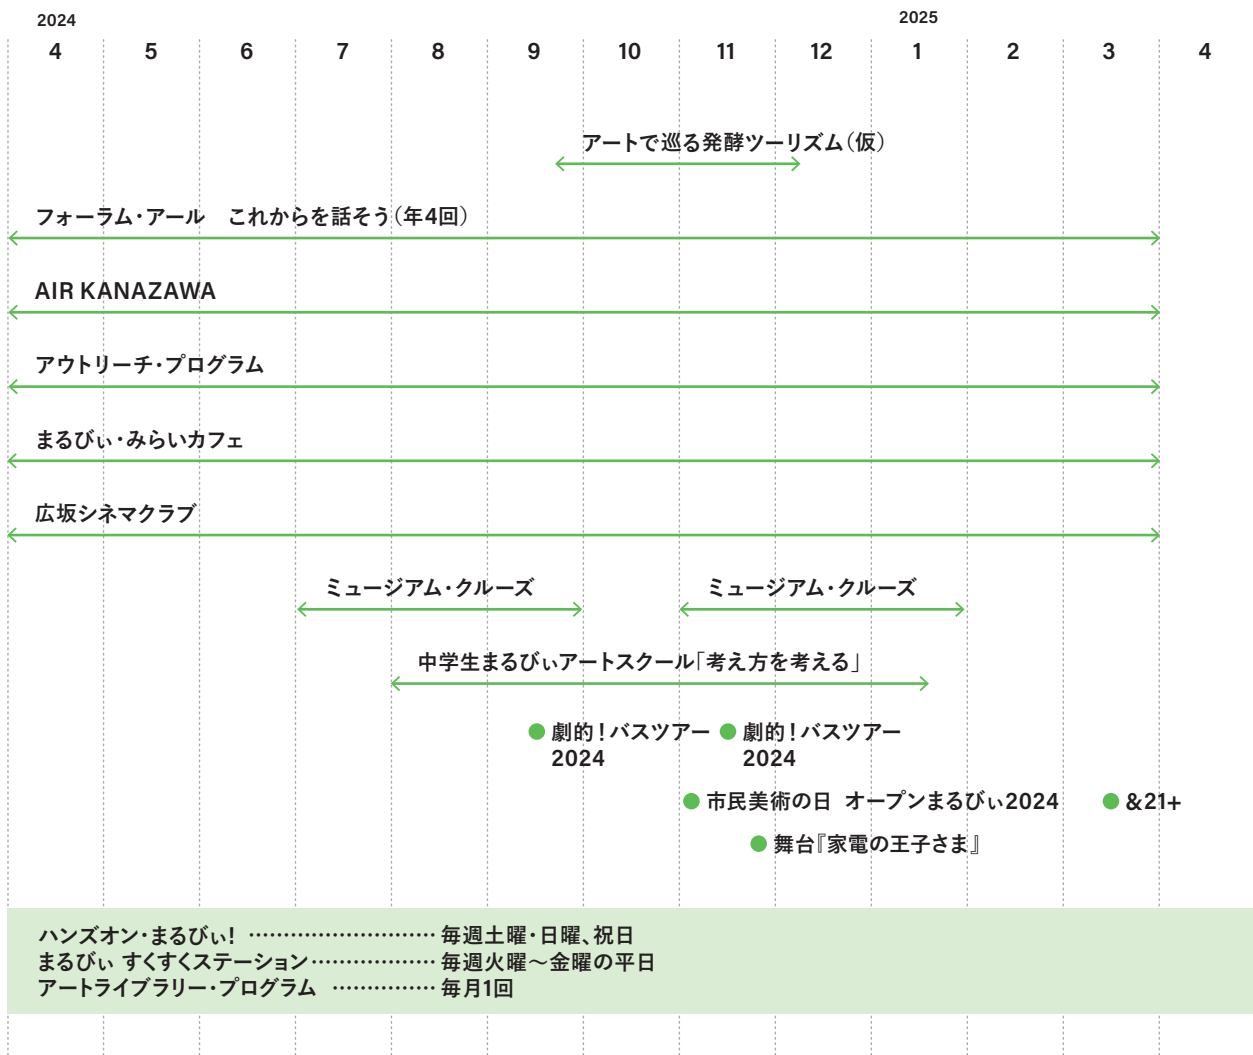 2024
2025
4 5 6 7 8 9 10 11 12 1 2 3 4
アートで巡る発酵ツーリズム（仮）
フォーラム・アール　これからを話そう（年4回）
AIR KANAZAWA
アウトリーチ・プログラム
まるびぃ・みらいカフェ
広坂シネマクラブ
ミュージアム・クルーズ
ミュージアム・クルーズ
中学生まるびぃアートスクール「考え方を考える」
劇的！バスツアー
2024
劇的！バスツアー
2024
市民美術の日 オープンまるびぃ2024
&21+
舞台『家電の王子さま』
ハンズオン・まるびぃ! ………………………… 毎週土曜・日曜、祝日
まるびぃ すくすくステーション ……………… 毎週火曜～金曜の平日
アートライブラリー・プログラム …………… 毎月1回